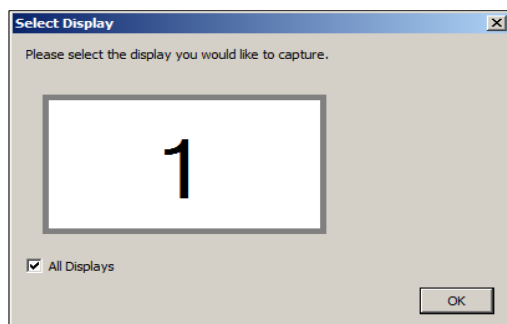 Select Display
Please select the display you would like to capture.
1
All Displays
OK